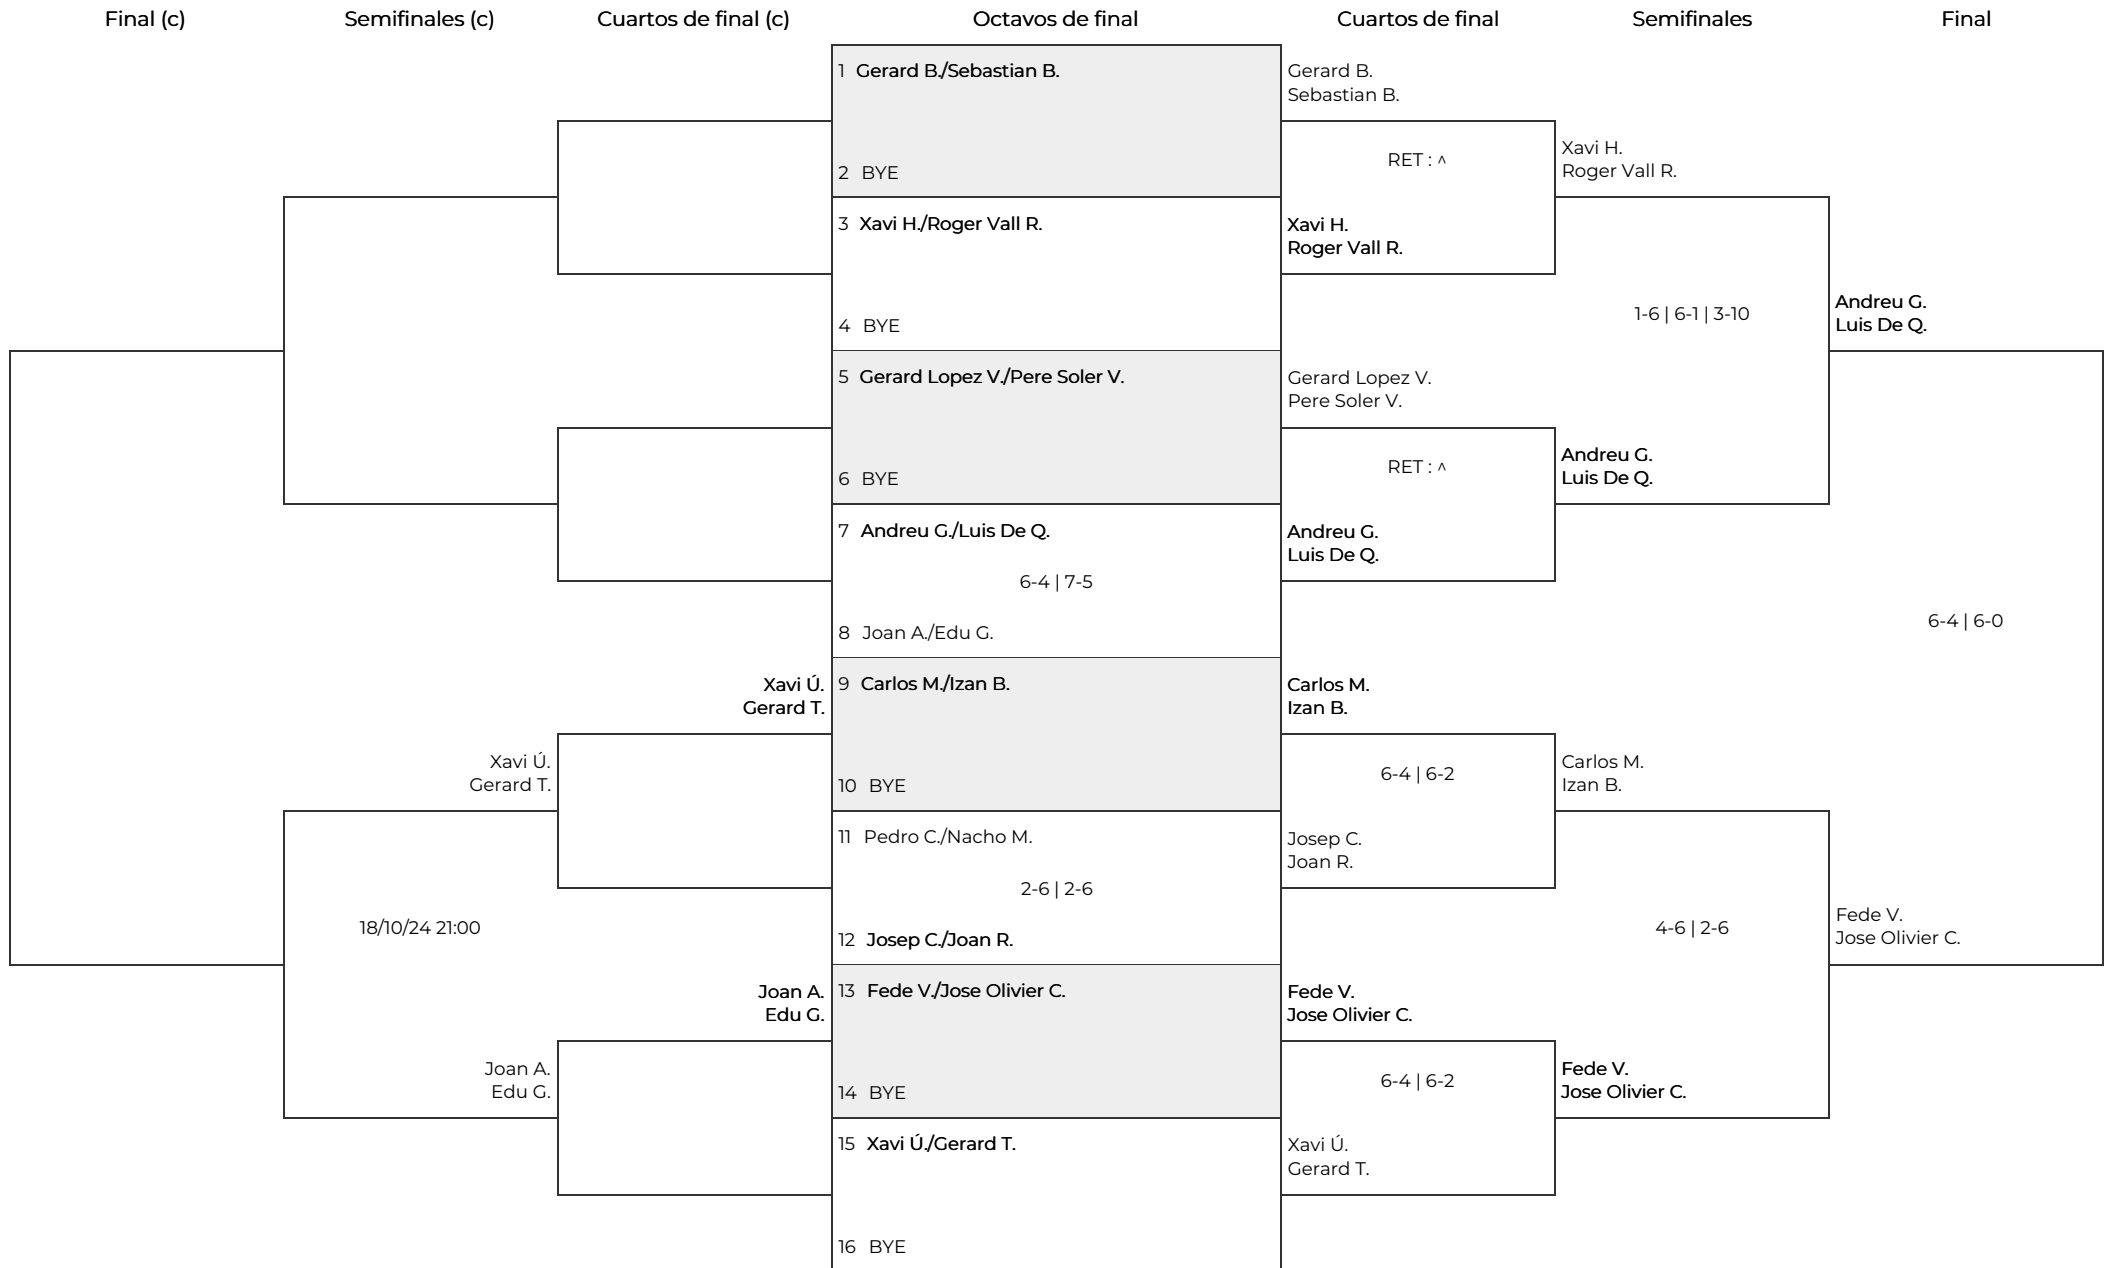 Final (c)
Semifinales (c)
Cuartos de final (c)
Octavos de final
Cuartos de final
Semifinales
Final
Xavi Ú.
Gerard T.
Joan A.
Edu G.
18/10/24 21:00
Xavi Ú.
Gerard T.
Joan A.
Edu G.
1 Gerard B./Sebastian B.
2 BYE
3 Xavi H./Roger Vall R.
4 BYE
5 Gerard Lopez V./Pere Soler V.
6 BYE
7 Andreu G./Luis De Q.
6-4 | 7-5
8 Joan A./Edu G.
9 Carlos M./Izan B.
10 BYE
11 Pedro C./Nacho M.
2-6 | 2-6
12 Josep C./Joan R.
13 Fede V./Jose Olivier C.
14 BYE
15 Xavi Ú./Gerard T.
16 BYE
Gerard B.
Sebastian B.
RET : ^
Xavi H.
Roger Vall R.
Gerard Lopez V.
Pere Soler V.
RET : ^
Andreu G.
Luis De Q.
Carlos M.
Izan B.
6-4 | 6-2
Josep C.
Joan R.
Fede V.
Jose Olivier C.
6-4 | 6-2
Xavi Ú.
Gerard T.
Xavi H.
Roger Vall R.
1-6 | 6-1 | 3-10
Andreu G.
Luis De Q.
Carlos M.
Izan B.
4-6 | 2-6
Fede V.
Jose Olivier C.
Andreu G.
Luis De Q.
6-4 | 6-0
Fede V.
Jose Olivier C.